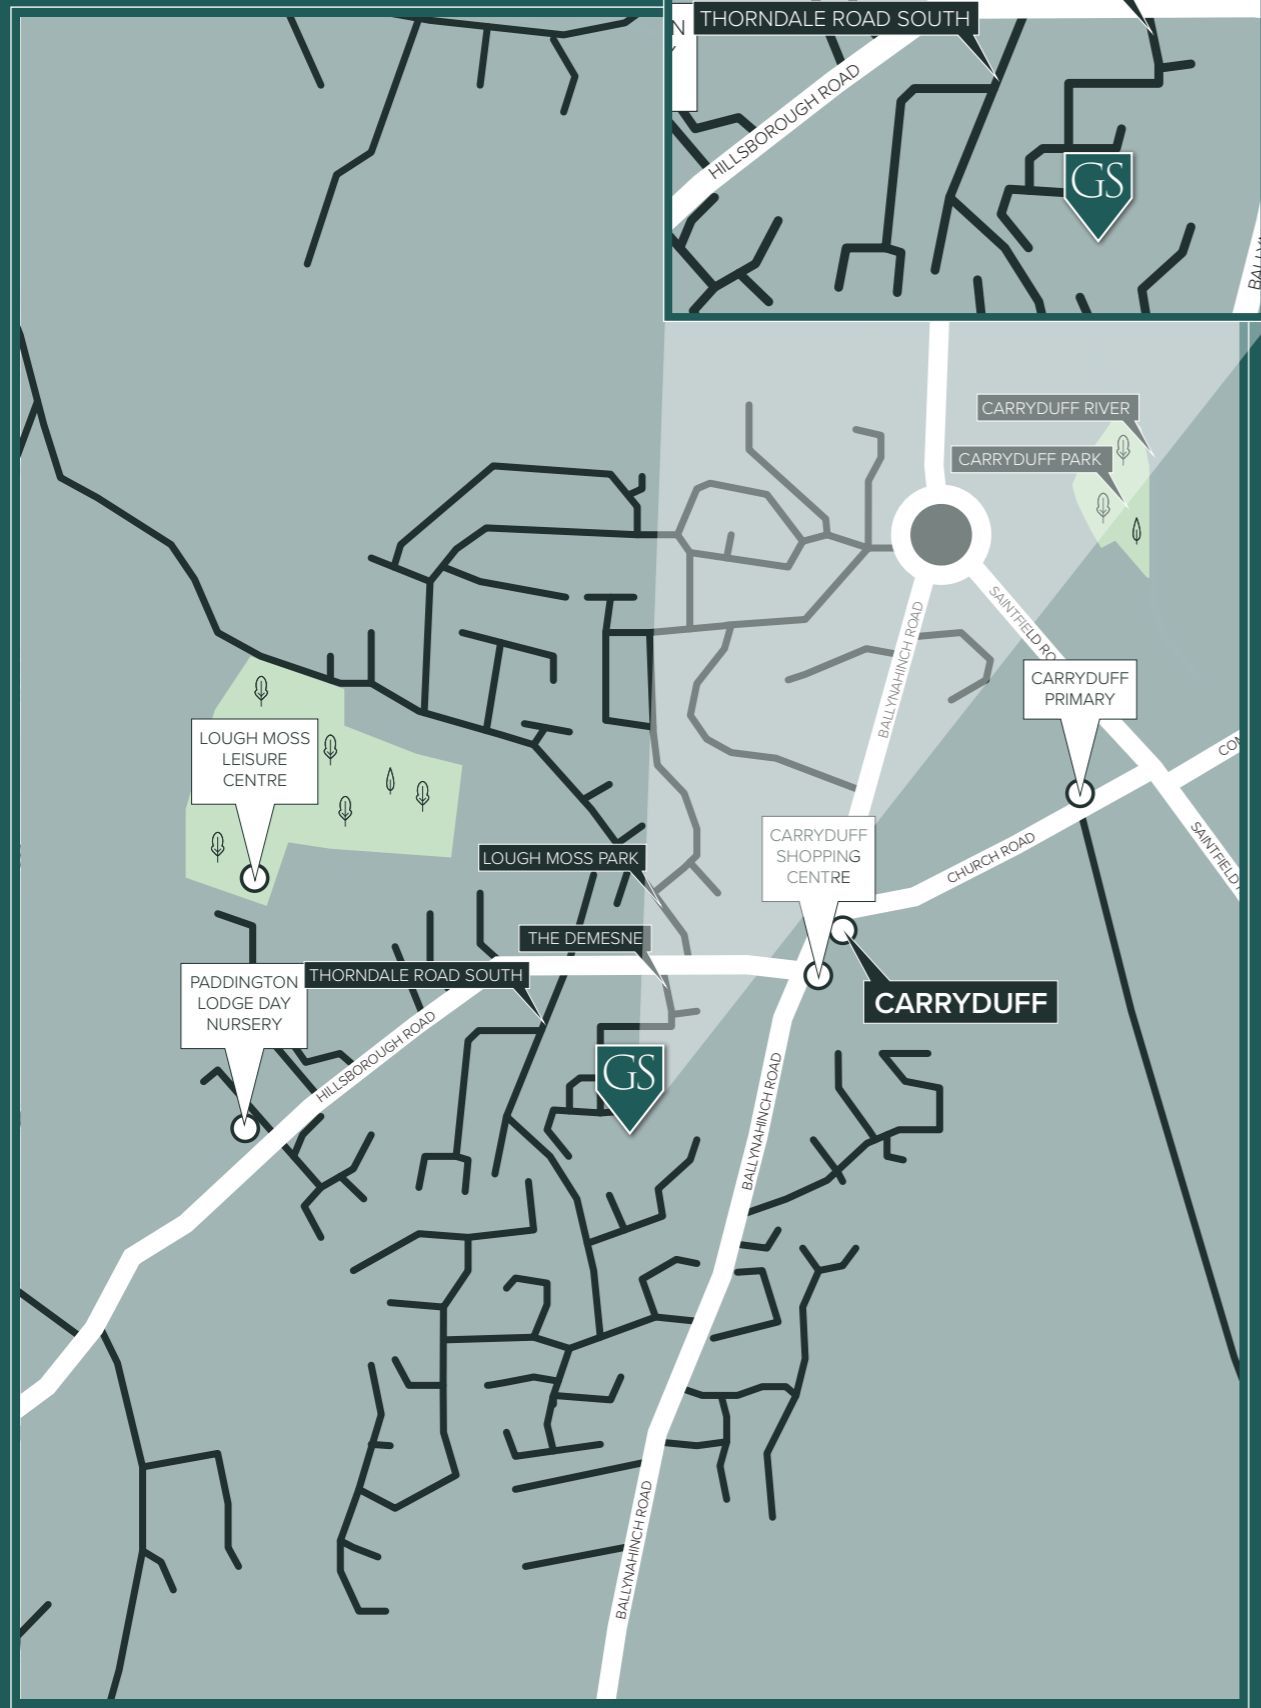 THORNDALE ROAD SOUTH
N
HILLSBOROUGH ROAD
GS
CARRYDUFF RIVER
CARRYDUFF PARK
SAINTFIELD
BALLYNAHINCH ROAD
CARRYDUFF
PRIMARY
LOUGH MOSS
LEISURE
CENTRE
CARRYDUFF
SHOPPING
CENTRE
LOUGH MOSS PARK
CHURCH ROAD
SAINTFIELD
THE DEMESNE
THORNDALE ROAD SOUTH
PADDINGTON
LODGE DAY
NURSERY
CARRYDUFF
HILLSBOROUGH ROAD
GS
BALLYNAHINCH ROAD
BALLYNAHINCH ROAD